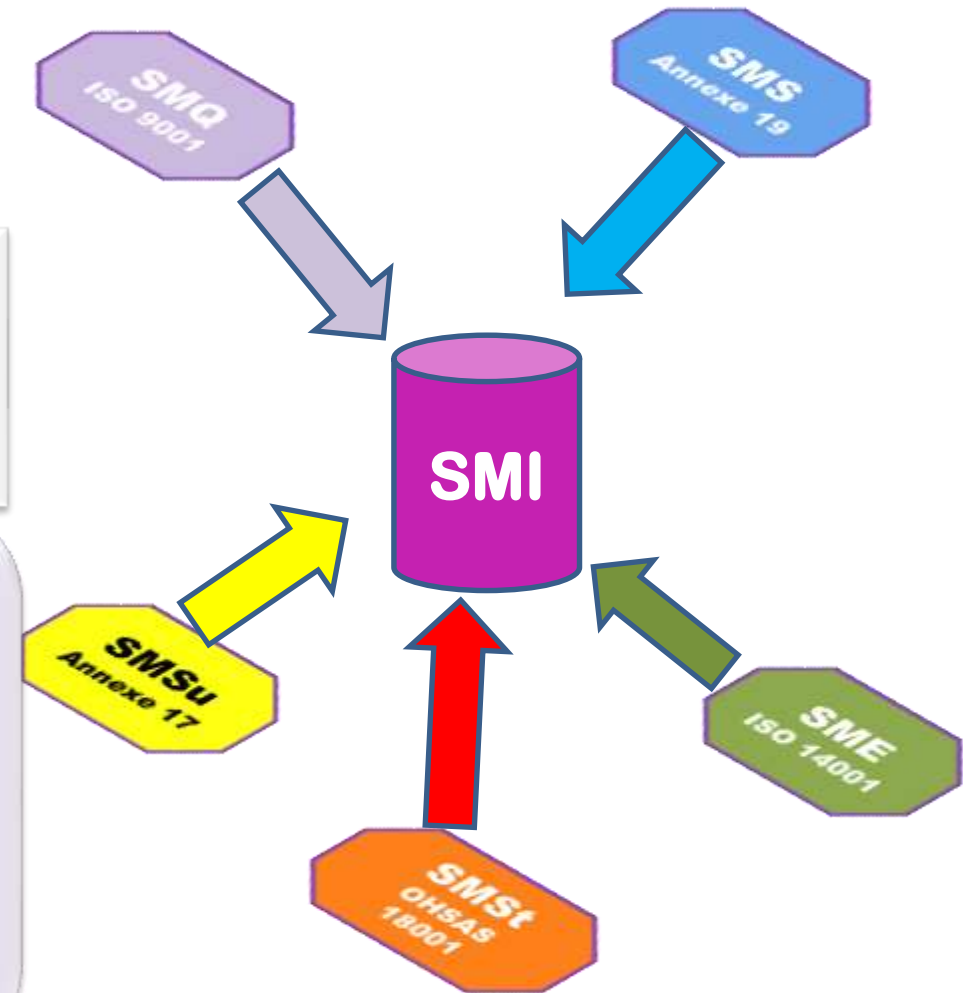 SMQ
ISO 9001
SMS
Annexe 19
SMI
SMSu
Annexe 17
SME
ISO 14001
SMSt
OHSAS
18001